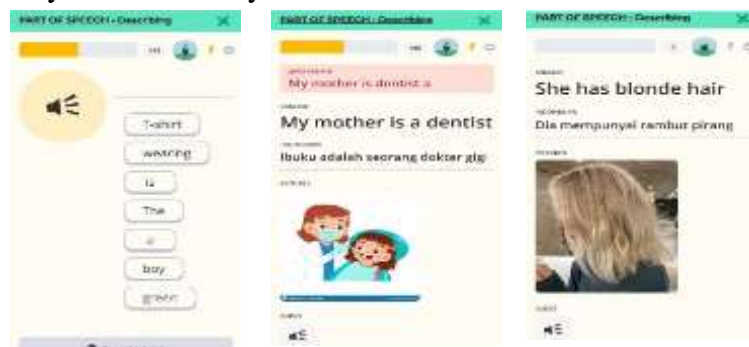 PART OF SPEECH - Describing
T-shirt
wearing
is
The
a
boy
green
PART OF SPEECH - Describing
My mother is dentist a
My mother is a dentist
Ibuku adalah seorang dokter gig
PART OF SPEECH - Describing
She has blonde hair
Dia mempunyai rambut pirang